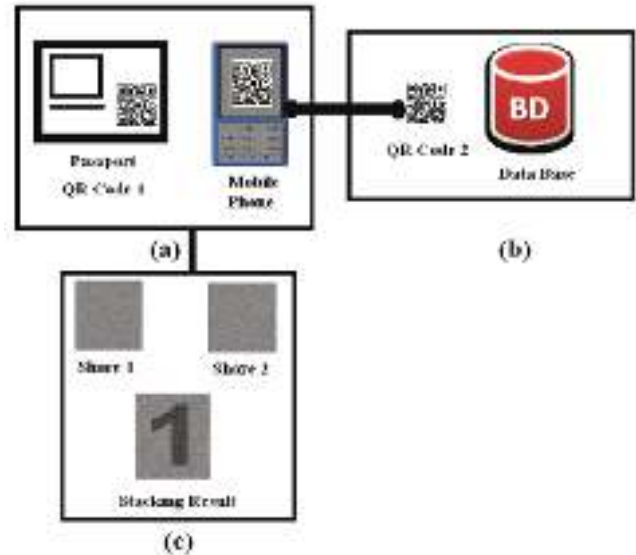 Passport
QR Code 1
Mobile
Phone
(a)
QR Code 2
BD
Data Base
(b)
Share 1
Share 2
1
Stacking Result
(c)